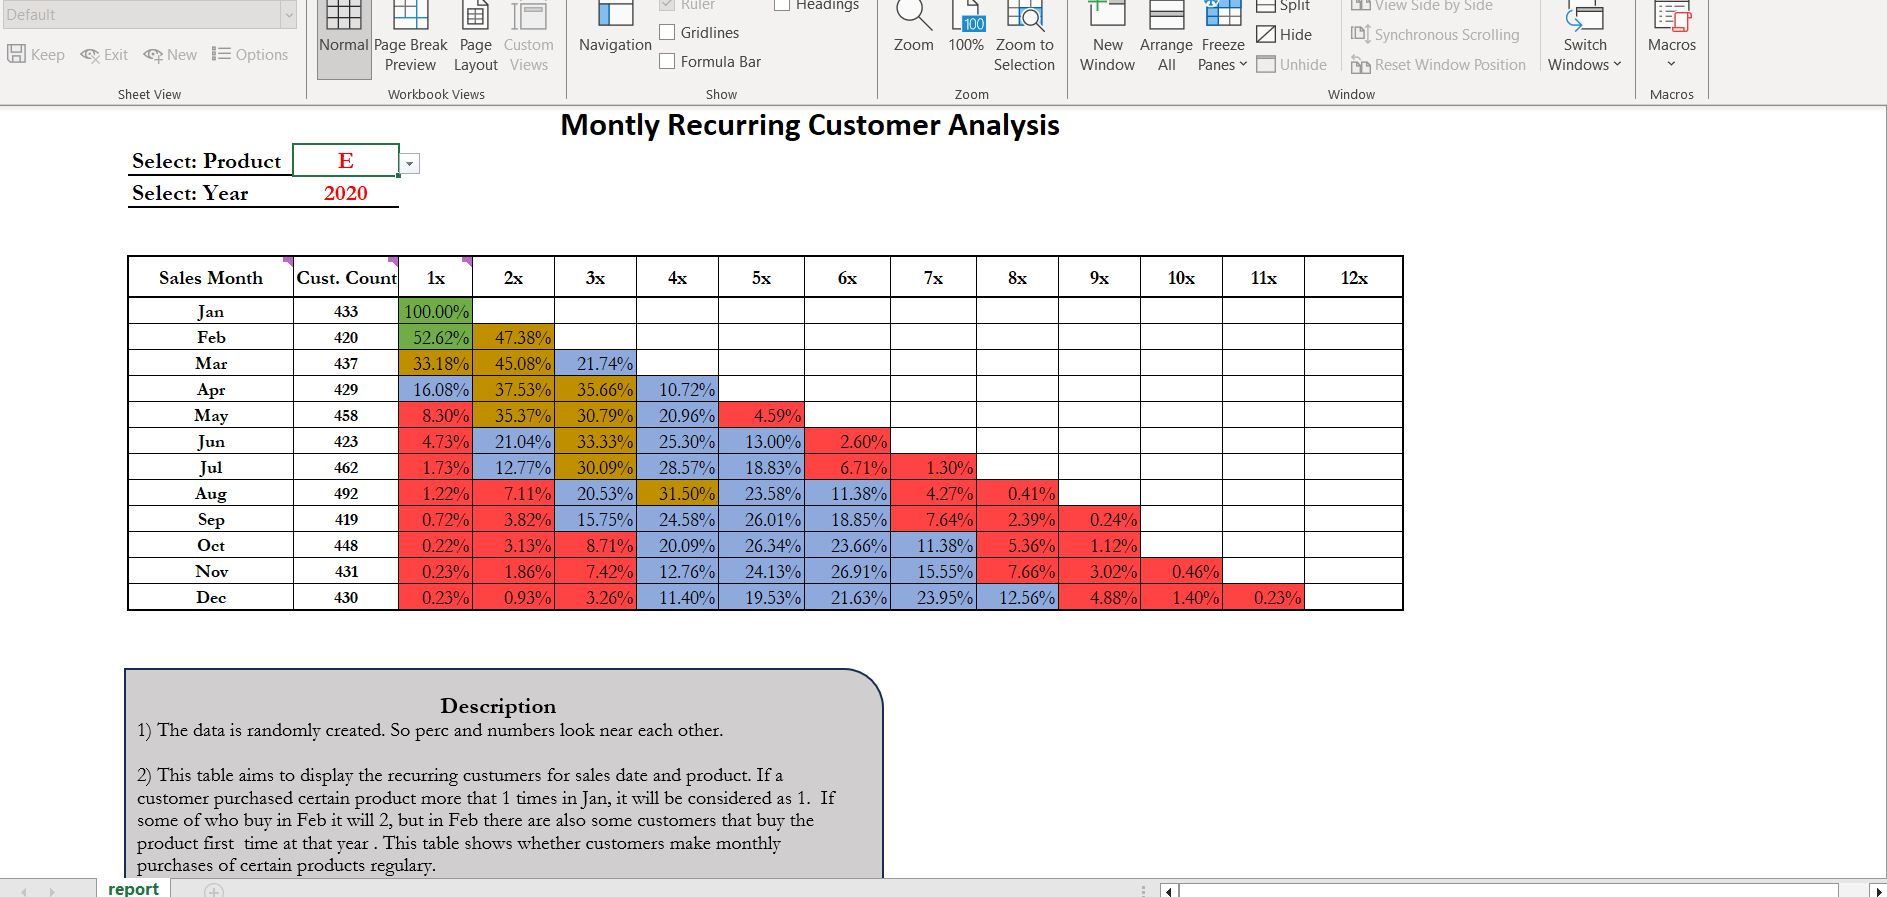 Default
Ruler Headings Split View Side by Side
Gridlines Hide Synchronous Scrolling
Keep Exit New Options
Normal Page Break Preview Page Layout Custom Views Navigation Formula Bar Zoom 100% Zoom to Selection New Window Arrange All Freeze Panes Unhide Reset Window Position Switch Windows Macros
100
Sheet View Workbook Views Show Zoom Window Macros
Montly Recurring Customer Analysis
Select: Product E
Select: Year 2020
Sales Month Cust. Count 1x 2x 3x 4x 5x 6x 7x 8x 9x 10x 11x 12x
Jan 433 100.00%
Feb 420 52.62% 47.38%
Mar 437 33.18% 45.08% 21.74%
Apr 429 16.08% 37.53% 35.66% 10.72%
May 458 8.30% 35.37% 30.79% 20.96% 4.59%
Jun 423 4.73% 21.04% 33.33% 25.30% 13.00% 2.60%
Jul 462 1.73% 12.77% 30.09% 28.57% 18.83% 6.71% 1.30%
Aug 492 1.22% 7.11% 20.53% 31.50% 23.58% 11.38% 4.27% 0.41%
Sep 419 0.72% 3.82% 15.75% 24.58% 26.01% 18.85% 7.64% 2.39% 0.24%
Oct 448 0.22% 3.13% 8.71% 20.09% 26.34% 23.66% 11.38% 5.36% 1.12%
Nov 431 0.23% 1.86% 7.42% 12.76% 24.13% 26.91% 15.55% 7.66% 3.02% 0.46%
Dec 430 0.23% 0.93% 3.26% 11.40% 19.53% 21.63% 23.95% 12.56% 4.88% 1.40% 0.23%
Description
1) The data is randomly created. So perc and numbers look near each other.
2) This table aims to display the recurring custumers for sales date and product. If a
customer purchased certain product more that 1 times in Jan, it will be considered as 1. If
some of who buy in Feb it will 2, but in Feb there are also some customers that buy the
product first time at that year . This table shows whether customers make monthly
purchases of certain products regulary.
report